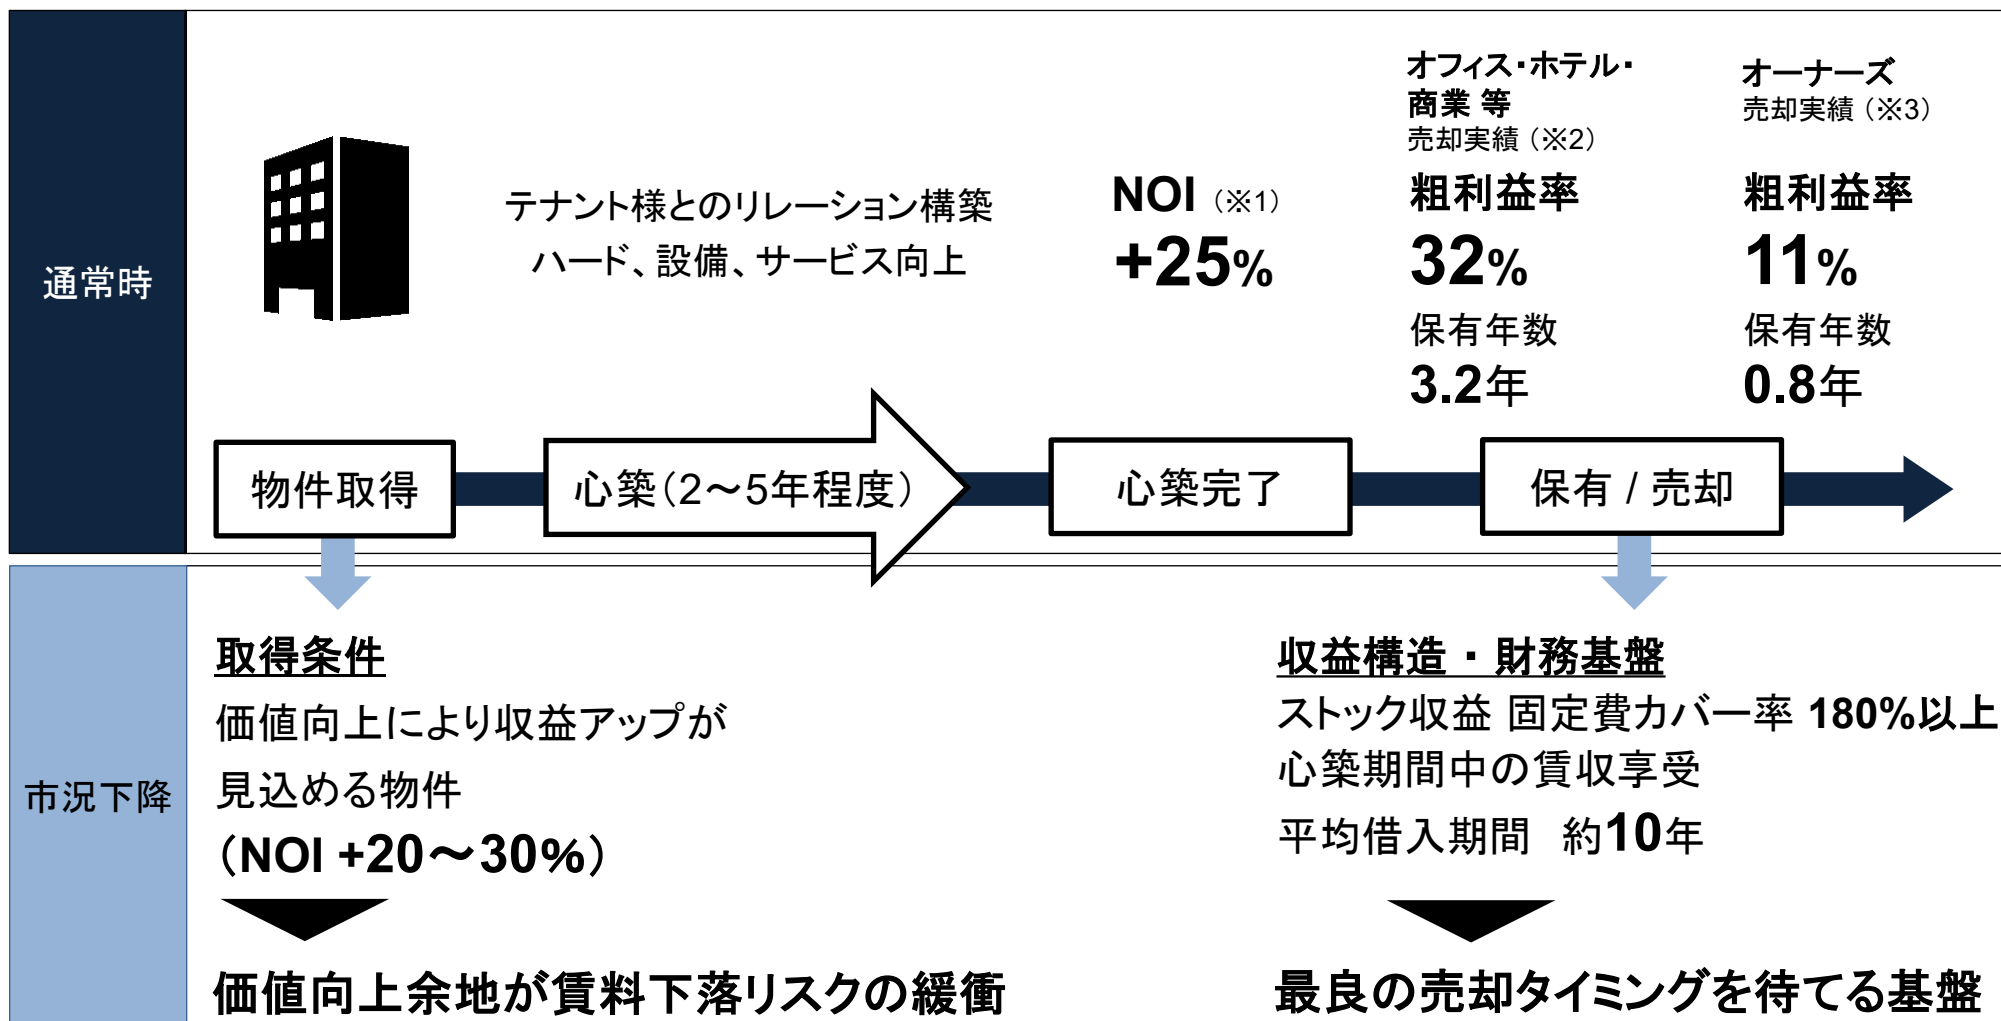 通常時
テナント様とのリレーション構築
ハード、設備、サービス向上
NOI（※1）
+25%
オフィス・ホテル・
商業 等
売却実績（※2）
粗利益率
32%
保有年数
3.2年
オーナーズ
売却実績（※3）
粗利益率
11%
保有年数
0.8年
物件取得
心築（2～5年程度）
心築完了
保有 / 売却
市況下降
取得条件
価値向上により収益アップが
見込める物件
（NOI +20～30%）
価値向上余地が賃料下落リスクの緩衝
収益構造・財務基盤
ストック収益 固定費カバー率 180%以上
心築期間中の賃収享受
平均借入期間 約10年
最良の売却タイミングを待てる基盤